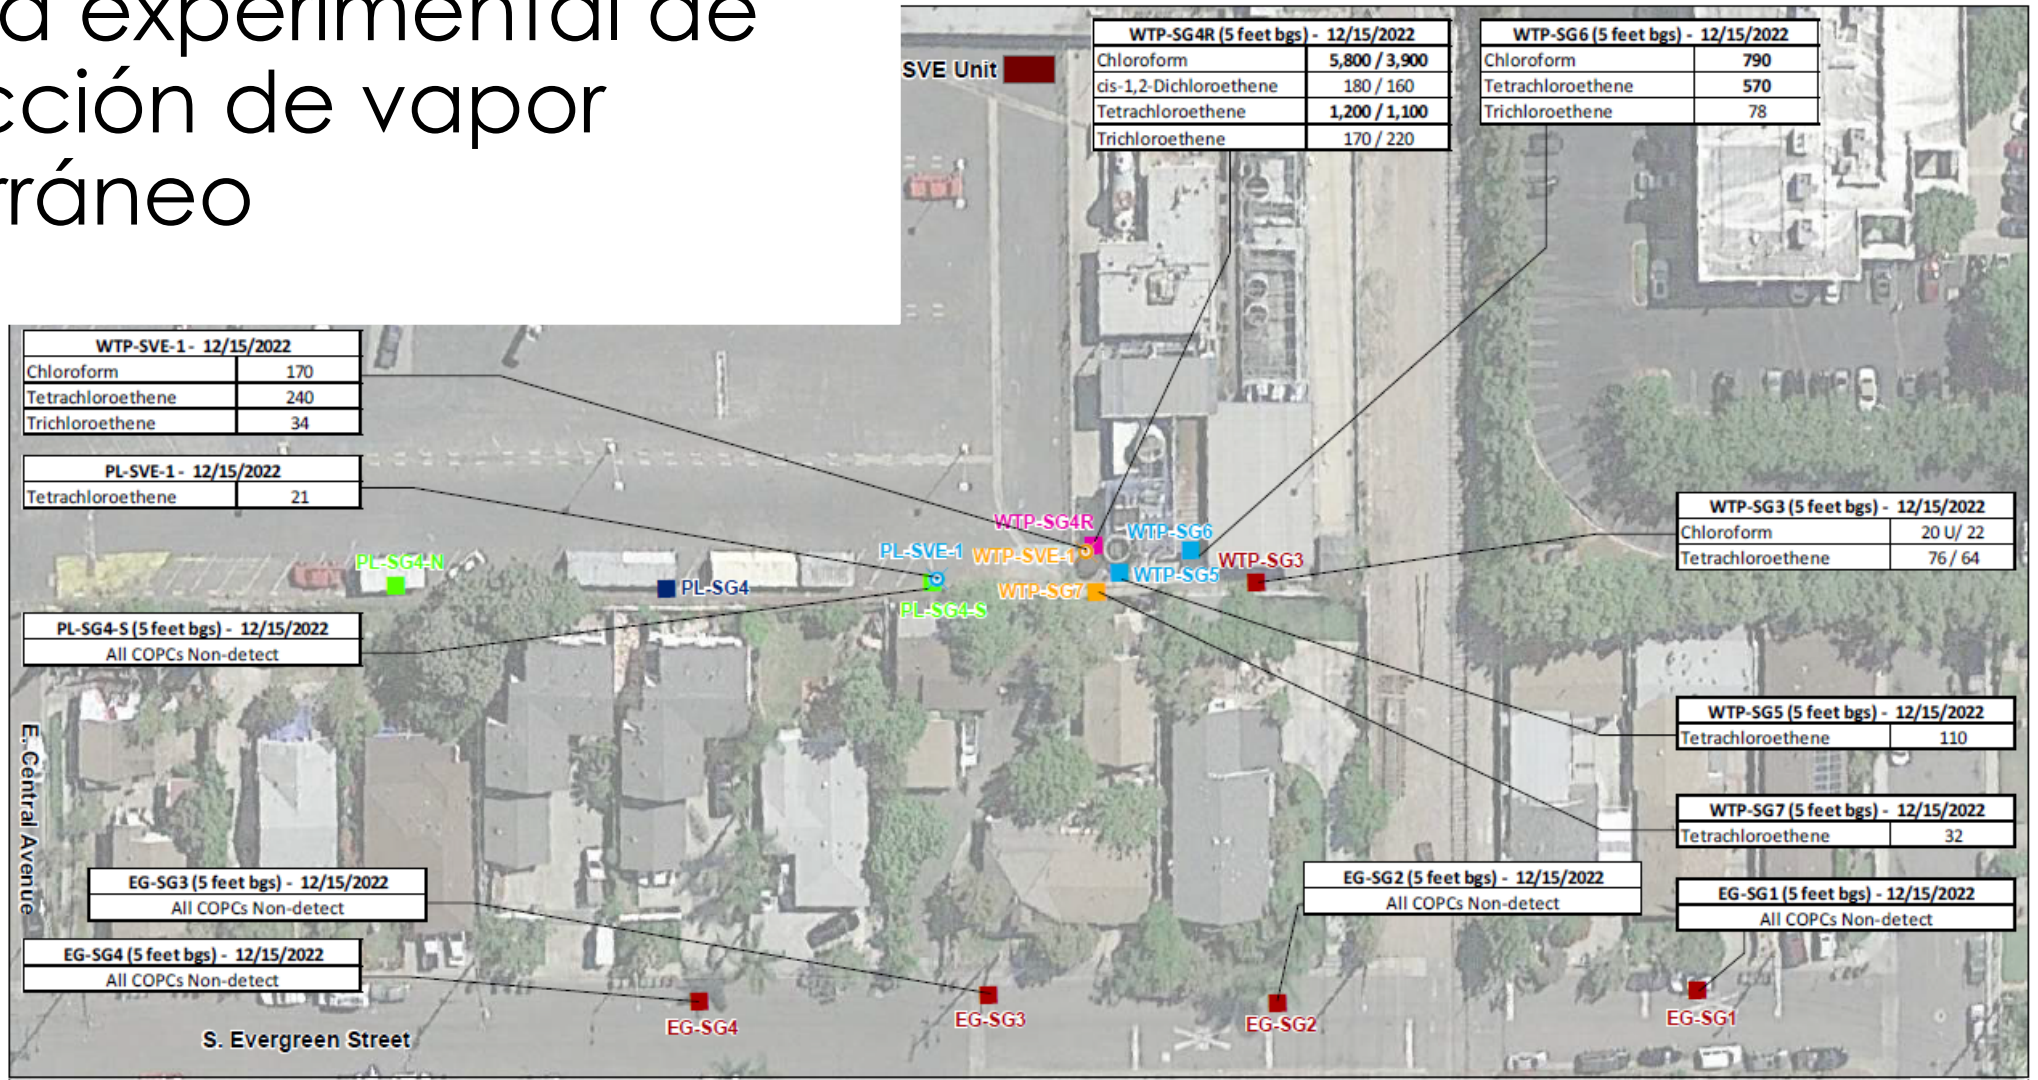 a experimental de
cción de vapor
rráneo
SVE Unit
WTP-SG4R (5 feet bgs) - 12/15/2022
Chloroform 5,800 / 3,900
cis-1,2-Dichloroethene 180 / 160
Tetrachloroethene 1,200 / 1,100
Trichloroethene 170 / 220
WTP-SG6 (5 feet bgs) - 12/15/2022
Chloroform 790
Tetrachloroethene 570
Trichloroethene 78
WTP-SVE-1 - 12/15/2022
Chloroform 170
Tetrachloroethene 240
Trichloroethene 34
PL-SVE-1 - 12/15/2022
Tetrachloroethene 21
WTP-SG3 (5 feet bgs) - 12/15/2022
Chloroform 20 U/ 22
Tetrachloroethene 76 / 64
WTP-SG4R
WTP-SG6
PL-SVE-1
WTP-SVE-1
WTP-SG3
PL-SG4-N
PL-SG4
WTP-SG5
WTP-SG7
PL-SG4-S
PL-SG4-S (5 feet bgs) - 12/15/2022
All COPCs Non-detect
WTP-SG5 (5 feet bgs) - 12/15/2022
Tetrachloroethene 110
WTP-SG7 (5 feet bgs) - 12/15/2022
Tetrachloroethene 32
E. Central Avenue
EG-SG3 (5 feet bgs) - 12/15/2022
All COPCs Non-detect
EG-SG2 (5 feet bgs) - 12/15/2022
All COPCs Non-detect
EG-SG1 (5 feet bgs) - 12/15/2022
All COPCs Non-detect
EG-SG4 (5 feet bgs) - 12/15/2022
All COPCs Non-detect
EG-SG4
EG-SG3
EG-SG2
EG-SG1
S. Evergreen Street